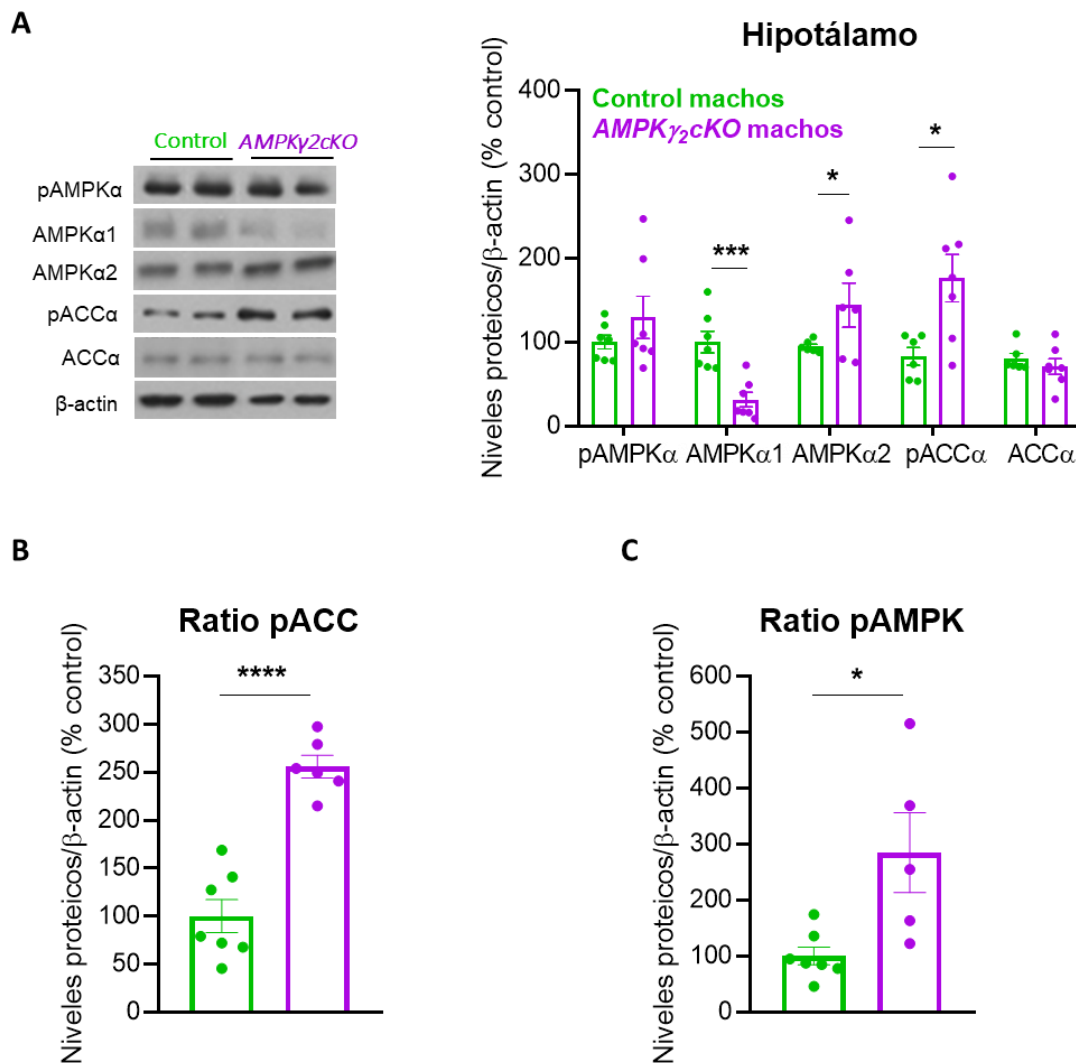 A
Control AMPKγ2cKO
pAMPKα
AMPKα1
AMPKα2
pACCα
ACCα
β-actin
Hipotálamo
Niveles proteicos/β-actin (% control)
400
300
200
100
0
Control machos
AMPKγ₂cKO machos
***
*
*
pAMPKα AMPKα1 AMPKα2 pACCα ACCα
B
Ratio pACC
Niveles proteicos/β-actin (% control)
350
300
250
200
150
100
50
0
****
C
Ratio pAMPK
Niveles proteicos/β-actin (% control)
600
500
400
300
200
100
0
*